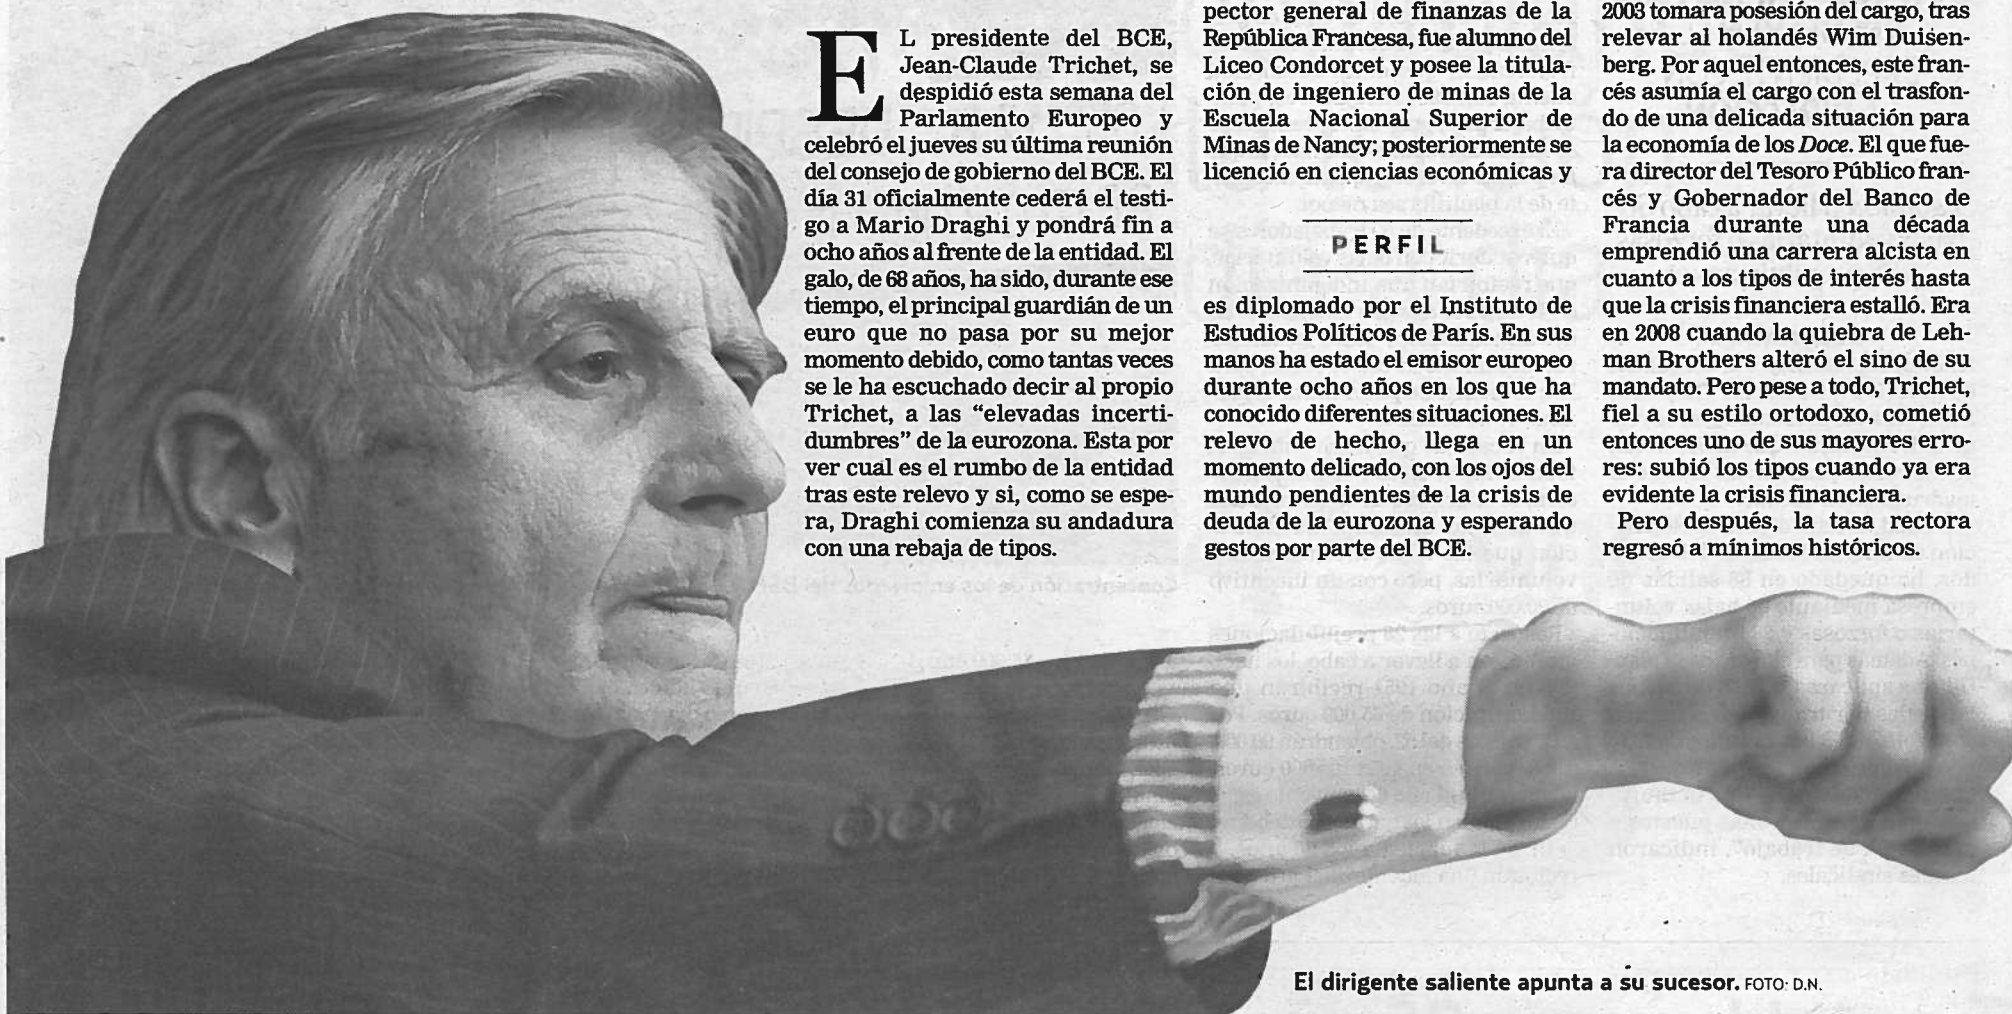 EL presidente del BCE,
Jean-Claude Trichet, se
despidió esta semana del
Parlamento Europeo y
celebró el jueves su última reunión
del consejo de gobierno del BCE. El
día 31 oficialmente cederá el testi-
go a Mario Draghi y pondrá fin a
ocho años al frente de la entidad. El
galo, de 68 años, ha sido, durante ese
tiempo, el principal guardián de un
euro que no pasa por su mejor
momento debido, como tantas veces
se le ha escuchado decir al propio
Trichet, a las “elevadas incerti-
dumbres” de la eurozona. Esta por
ver cuál es el rumbo de la entidad
tras este relevo y si, como se espe-
ra, Draghi comienza su andadura
con una rebaja de tipos.
pector general de finanzas de la
República Francesa, fue alumno del
Liceo Condorcet y posee la titula-
ción de ingeniero de minas de la
Escuela Nacional Superior de
Minas de Nancy; posteriormente se
licenció en ciencias económicas y
PERFIL
es diplomado por el Instituto de
Estudios Políticos de París. En sus
manos ha estado el emisor europeo
durante ocho años en los que ha
conocido diferentes situaciones. El
relevo de hecho, llega en un
momento delicado, con los ojos del
mundo pendientes de la crisis de
deuda de la eurozona y esperando
gestos por parte del BCE.
2003 tomara posesión del cargo, tras
relevar al holandés Wim Duisen-
berg. Por aquel entonces, este fran-
cés asumía el cargo con el trasfon-
do de una delicada situación para
la economía de los Doce. El que fue-
ra director del Tesoro Público fran-
cés y Gobernador del Banco de
Francia durante una década
emprendió una carrera alcista en
cuanto a los tipos de interés hasta
que la crisis financiera estalló. Era
en 2008 cuando la quiebra de Leh-
man Brothers alteró el sino de su
mandato. Pero pese a todo, Trichet,
fiel a su estilo ortodoxo, cometió
entonces uno de sus mayores erro-
res: subió los tipos cuando ya era
evidente la crisis financiera.
Pero después, la tasa rectora
regresó a mínimos históricos.
El dirigente saliente apunta a su sucesor. FOTO: D.N.